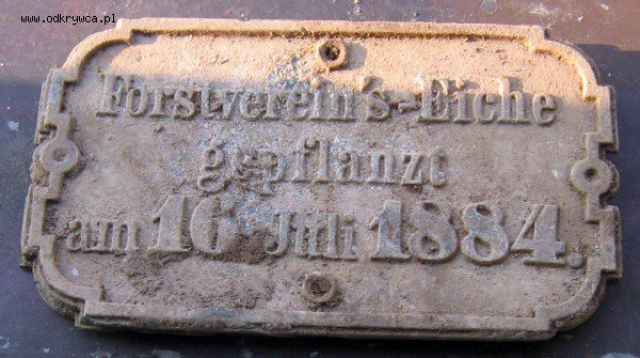 www.odkrywca.pl
Forstverein's-Eiche
gepflanzt
am 16 Juli 1884.